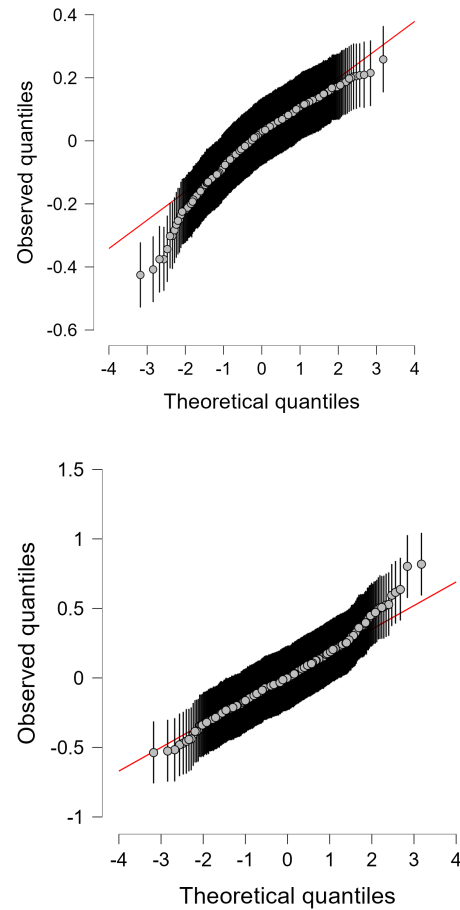 0.4
0.2
0
-0.2
-0.4
-0.6
Observed quantiles
-4 -3 -2 -1 0 1 2 3 4
Theoretical quantiles
1.5
1
0.5
0
-0.5
-1
Observed quantiles
-4 -3 -2 -1 0 1 2 3 4
Theoretical quantiles